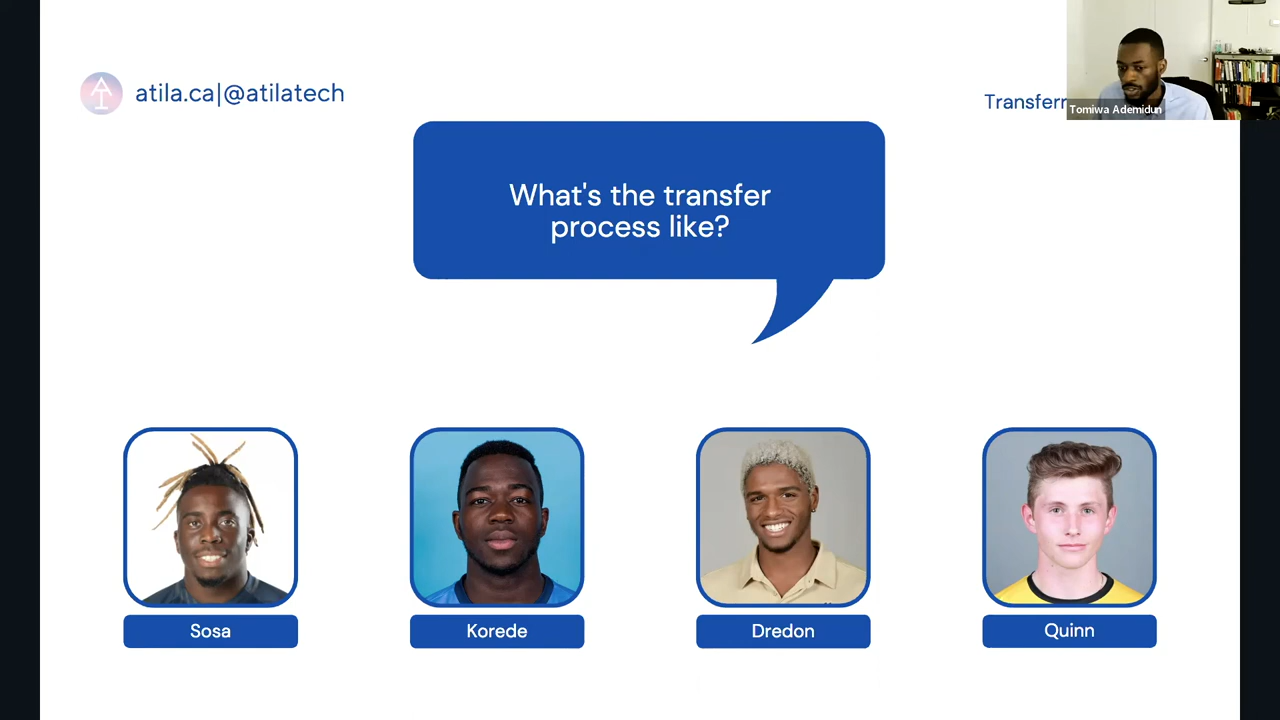 atila.ca|@atilatech
Transferr
Tomiwa Ademidun
What's the transfer
process like?
Sosa
Korede
Dredon
Quinn